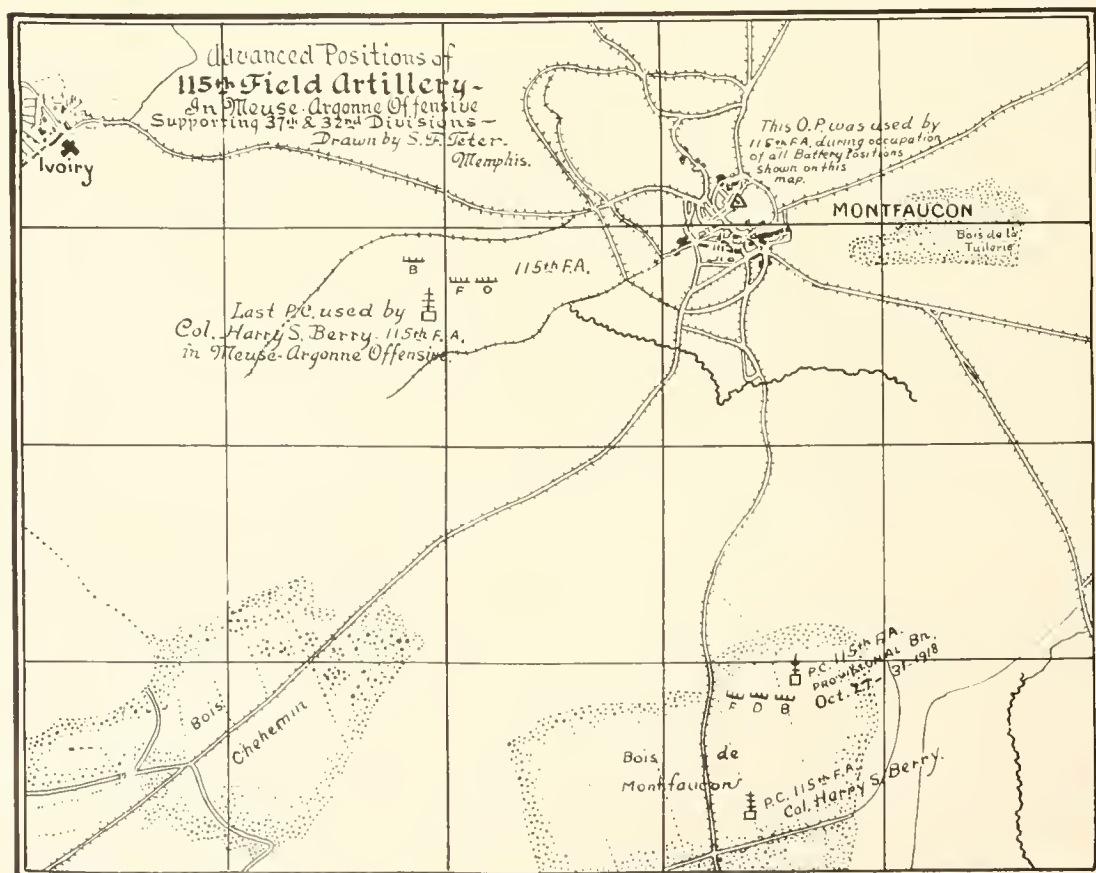 Advanced Positions of
115th Field Artillery-
In Meuse-Argonne Offensive
Supporting 37th & 32nd Divisions-
Drawn by S. F. Teter.
Memphis.
Ivoiry
This O.P. was used by
115th F.A. during occupation
of all Battery Positions
shown on this
map.
MONTFAUCON
Bois de la
Tuilerie
B
F D
115th F.A.
Last P.C. used by
Col. Harry S. Berry 115th F.A.
in Meuse-Argonne Offensive.
Bois
Chehemin
P.C. 115th F.A.
PROVISIONAL Bn.
Oct. 27-31-1918
F D B
Bois de
Montfaucon
P.C. 115th F.A.
Col. Harry S. Berry.